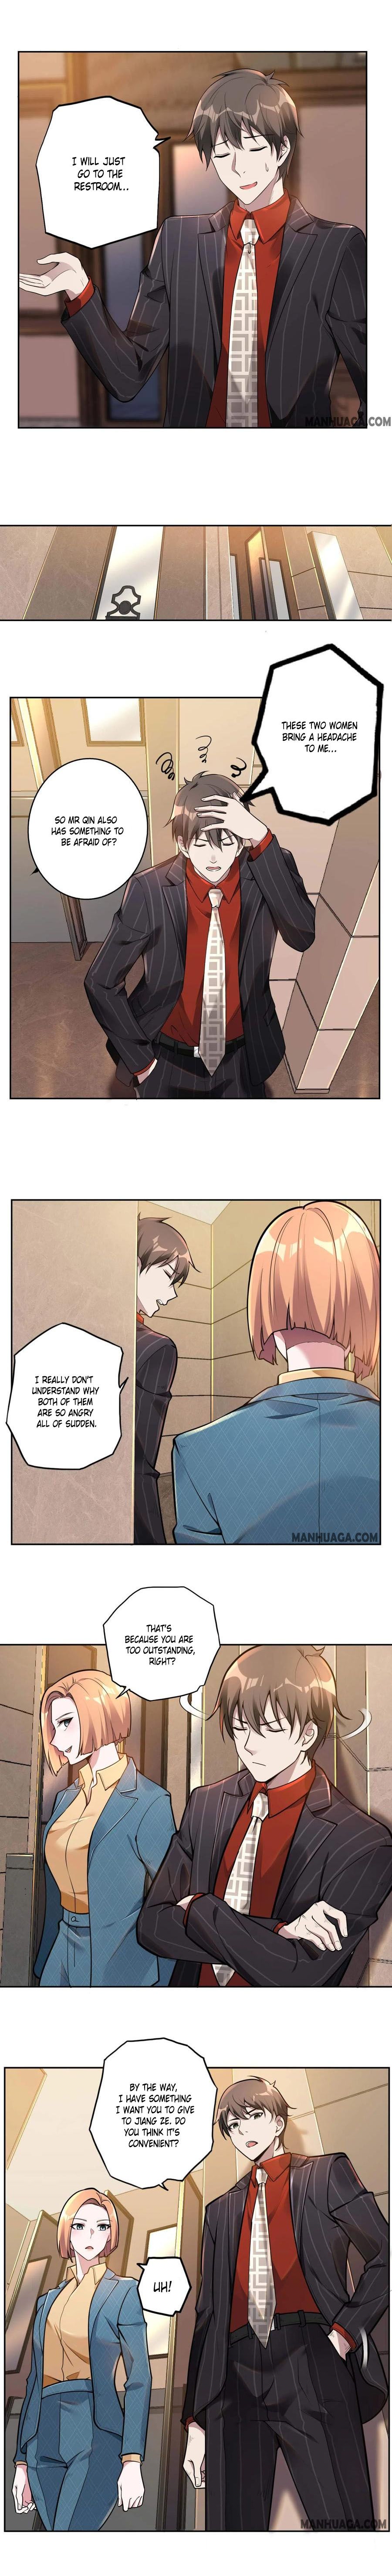 I WILL JUST
GO TO THE
RESTROOM...
MANHUAGA.COM
THESE TWO WOMEN
BRING A HEADACHE
TO ME...
SO MR QIN ALSO
HAS SOMETHING TO
BE AFRAID OF?
I REALLY DON'T
UNDERSTAND WHY
BOTH OF THEM
ARE SO ANGRY
ALL OF SUDDEN.
MANHUAGA.COM
THAT'S
BECAUSE YOU ARE
TOO OUTSTANDING,
RIGHT?
BY THE WAY,
I HAVE SOMETHING
I WANT YOU TO GIVE
TO JIANG ZE. DO
YOU THINK IT'S
CONVENIENT?
UH!
MANHUAGA.COM